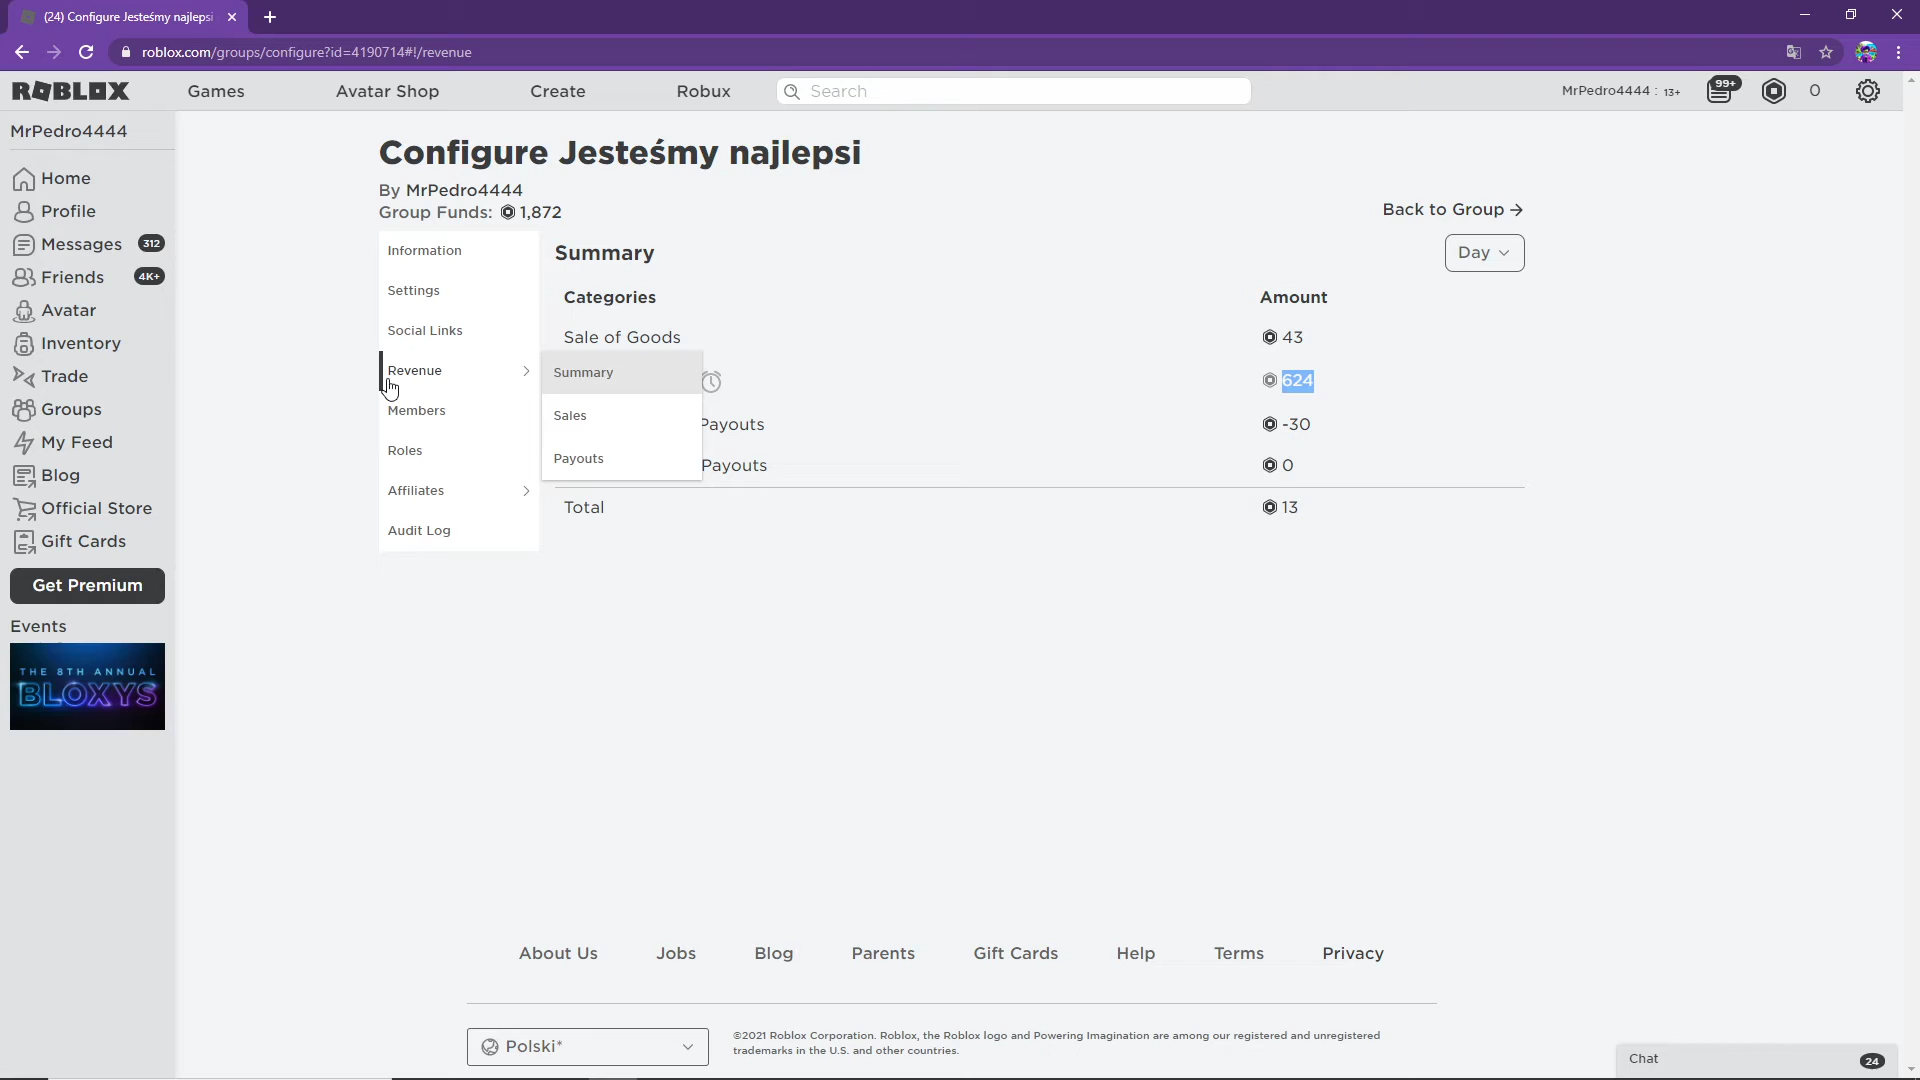 (24) Configure Jesteśmy najlepsi
roblox.com/groups/configure?id=4190714#!/revenue
ROBLOX
Games
Avatar Shop
Create
Robux
Search
MrPedro4444 : 13+
99+
0
MrPedro4444
Home
Profile
Messages 312
Friends 4K+
Avatar
Inventory
Trade
Groups
My Feed
Blog
Official Store
Gift Cards
Get Premium
Events
THE 8TH ANNUAL
BLOXYS
Configure Jesteśmy najlepsi
By MrPedro4444
Group Funds: 1,872
Back to Group
Information
Settings
Social Links
Revenue
Members
Roles
Affiliates
Audit Log
Summary
Sales
Payouts
Summary
Day
Categories Amount
Sale of Goods 43
624
Payouts -30
Payouts 0
Total 13
About Us
Jobs
Blog
Parents
Gift Cards
Help
Terms
Privacy
Polski*
©2021 Roblox Corporation. Roblox, the Roblox logo and Powering Imagination are among our registered and unregistered
trademarks in the U.S. and other countries.
Chat 24